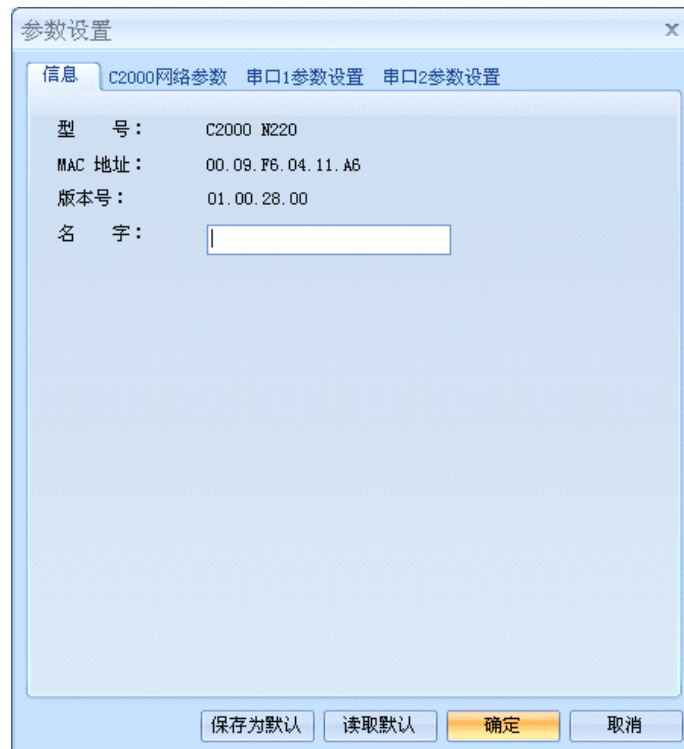 参数设置
信息 C2000网络参数 串口1参数设置 串口2参数设置
型 号: C2000 N220
MAC 地址: 00.09.F6.04.11.A6
版本号: 01.00.28.00
名 字:
保存为默认 读取默认 确定 取消